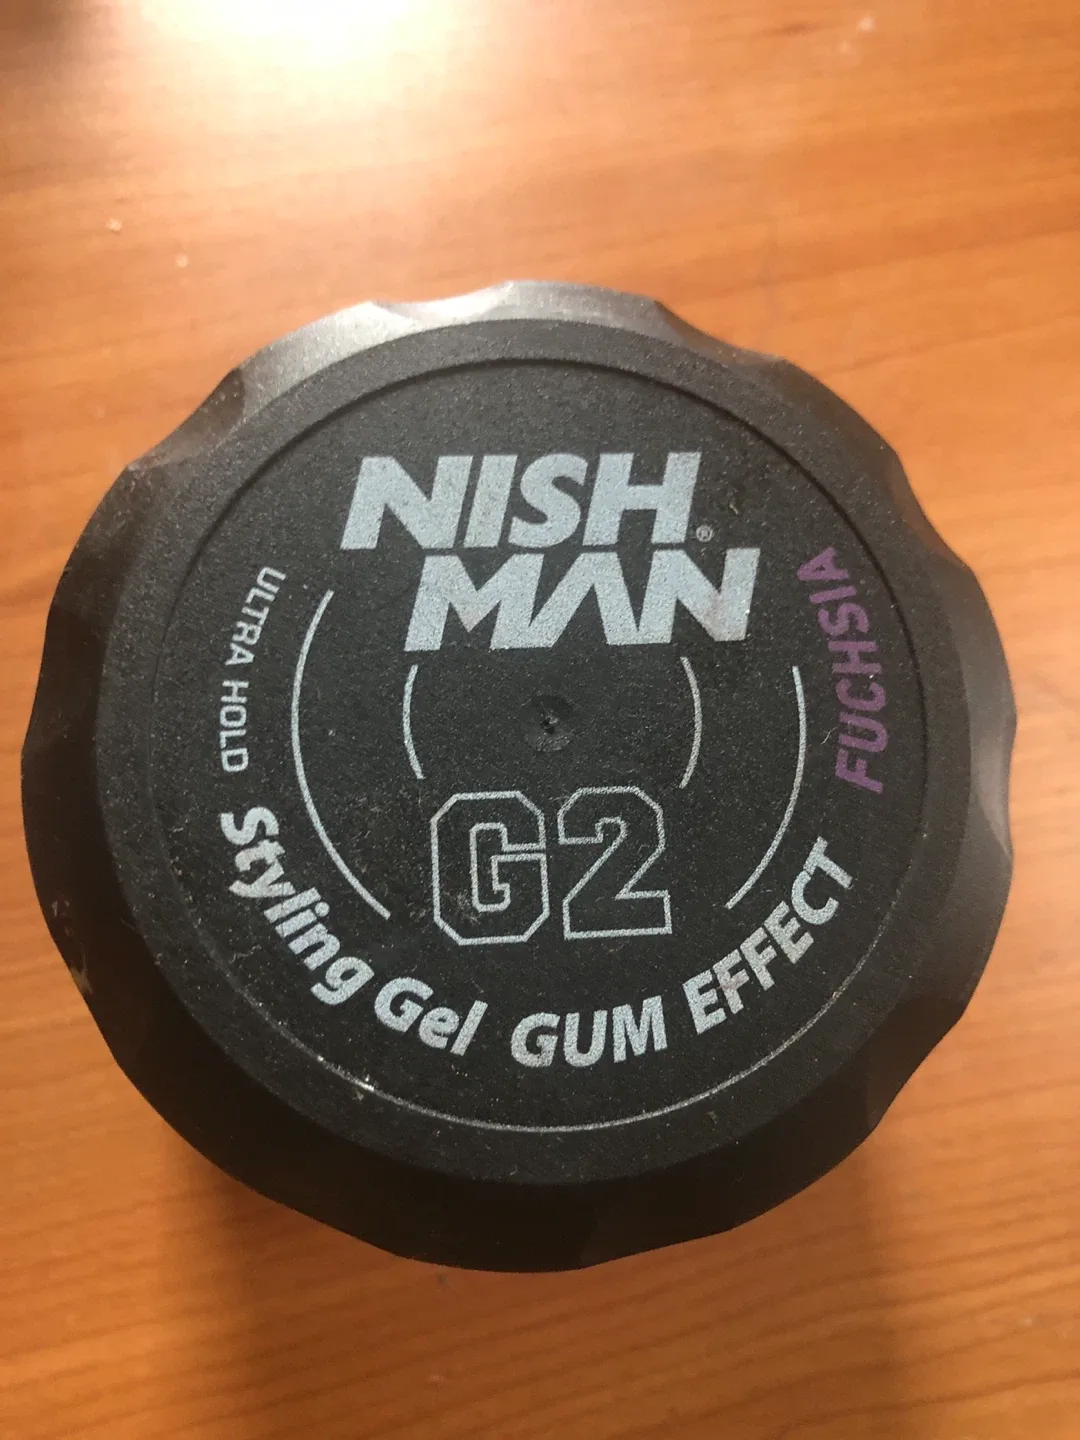 NISH
MAN®
FUCHSIA
G2
ULTRA HOLD Styling Gel GUM EFFECT